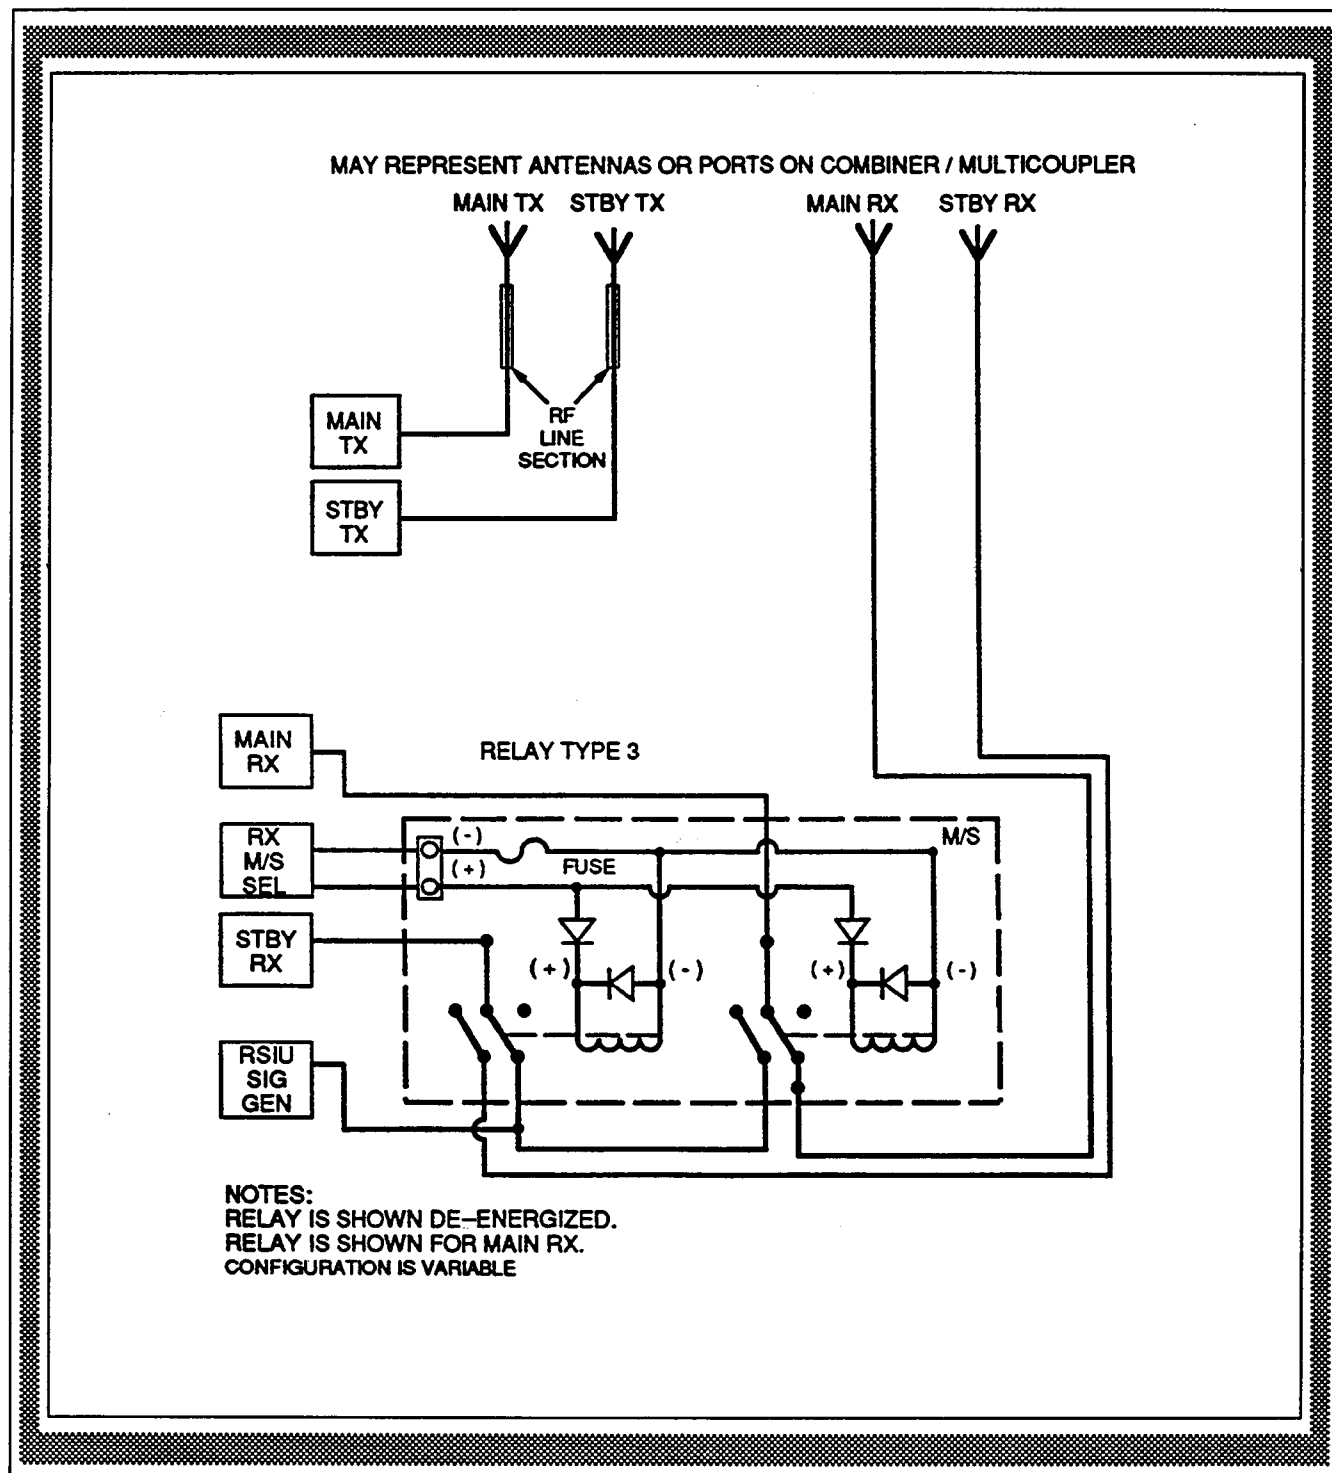 MAY REPRESENT ANTENNAS OR PORTS ON COMBINER / MULTICOUPLER
MAIN TX STBY TX MAIN RX STBY RX
MAIN
TX
RF
LINE
SECTION
STBY
TX
MAIN
RX
RELAY TYPE 3
RX
M/S
SEL
(-)
(+)
FUSE
M/S
STBY
RX
(+) (-) (+) (-)
RSIU
SIG
GEN
NOTES:
RELAY IS SHOWN DE–ENERGIZED.
RELAY IS SHOWN FOR MAIN RX.
CONFIGURATION IS VARIABLE